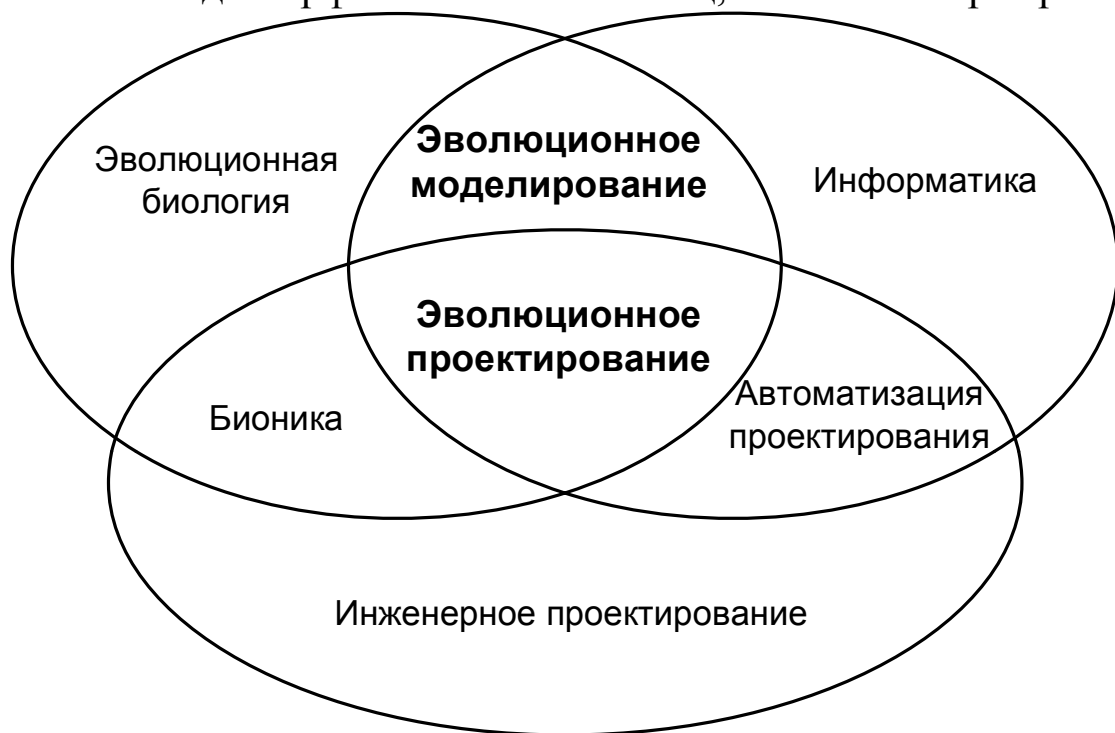 Эволюционная
биология
Эволюционное
моделирование
Информатика
Эволюционное
проектирование
Бионика
Автоматизация
проектирования
Инженерное проектирование